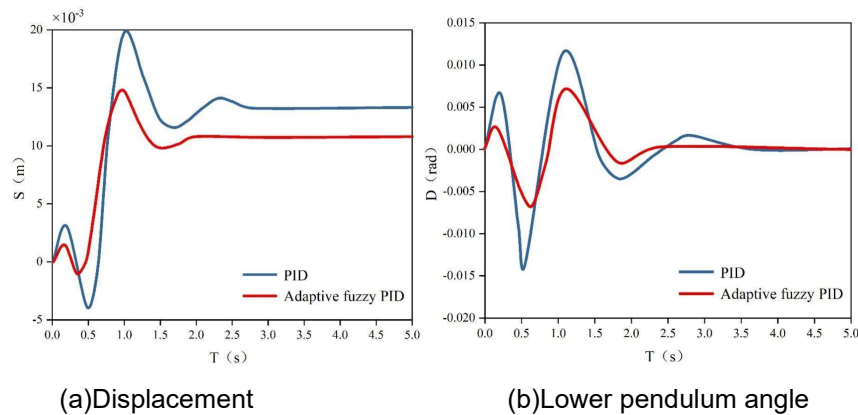 ×10⁻³
20
15
10
5
0
-5
S（m）
0.0 0.5 1.0 1.5 2.0 2.5 3.0 3.5 4.0 4.5 5.0
T（s）
PID
Adaptive fuzzy PID
(a)Displacement
0.015
0.010
0.005
0.000
-0.005
-0.010
-0.015
-0.020
D（rad）
0.0 0.5 1.0 1.5 2.0 2.5 3.0 3.5 4.0 4.5 5.0
T（s）
PID
Adaptive fuzzy PID
(b)Lower pendulum angle